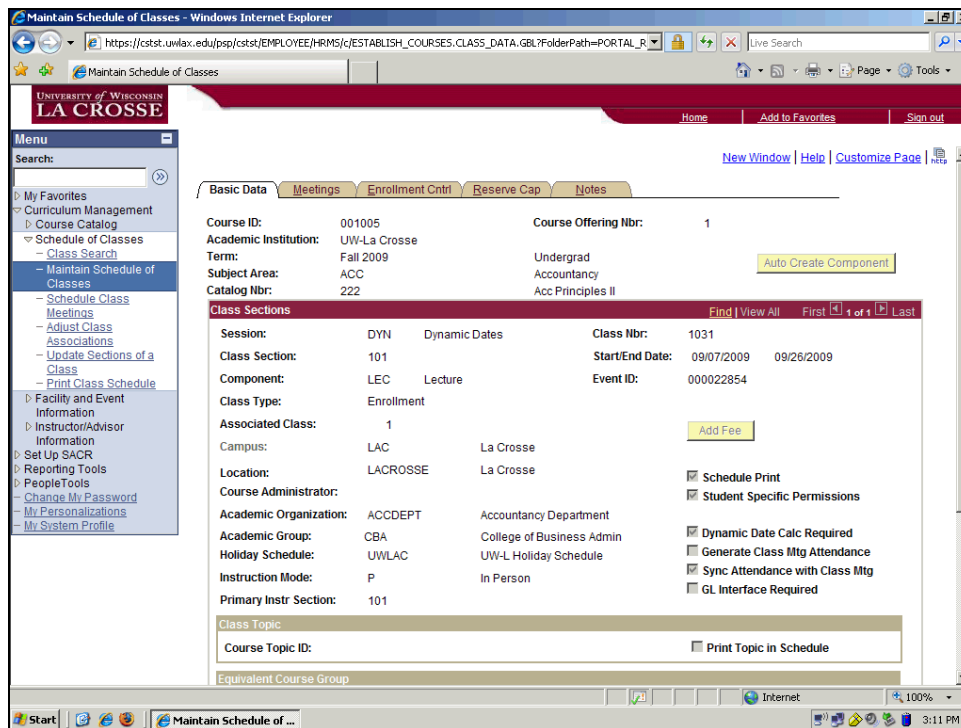 Maintain Schedule of Classes - Windows Internet Explorer
https://cstst.uwlax.edu/psp/cstst/EMPLOYEE/HRMS/c/ESTABLISH_COURSES.CLASS_DATA.GBL?FolderPath=PORTAL_R
Live Search
Maintain Schedule of Classes
Page
Tools
UNIVERSITY of WISCONSIN
LA CROSSE
Home
Add to Favorites
Sign out
Menu
Search:
My Favorites
Curriculum Management
Course Catalog
Schedule of Classes
Class Search
Maintain Schedule of
Classes
Schedule Class
Meetings
Adjust Class
Associations
Update Sections of a
Class
Print Class Schedule
Facility and Event
Information
Instructor/Advisor
Information
Set Up SACR
Reporting Tools
PeopleTools
Change My Password
My Personalizations
My System Profile
New Window | Help | Customize Page |
http
Basic Data Meetings Enrollment Cntrl Reserve Cap Notes
Course ID: 001005 Course Offering Nbr: 1
Academic Institution: UW-La Crosse
Term: Fall 2009 Undergrad
Auto Create Component
Subject Area: ACC Accountancy
Catalog Nbr: 222 Acc Principles II
Class Sections Find | View All First 1 of 1 Last
Session: DYN Dynamic Dates Class Nbr: 1031
Class Section: 101 Start/End Date: 09/07/2009 09/26/2009
Component: LEC Lecture Event ID: 000022854
Class Type: Enrollment
Associated Class: 1 Add Fee
Campus: LAC La Crosse
Location: LACROSSE La Crosse Schedule Print
Course Administrator: Student Specific Permissions
Academic Organization: ACCDEPT Accountancy Department
Academic Group: CBA College of Business Admin Dynamic Date Calc Required
Holiday Schedule: UWLAC UW-L Holiday Schedule Generate Class Mtg Attendance
Instruction Mode: P In Person Sync Attendance with Class Mtg
GL Interface Required
Primary Instr Section: 101
Class Topic
Course Topic ID: Print Topic in Schedule
Equivalent Course Group
Internet 100%
Start Maintain Schedule of ... 3:11 PM